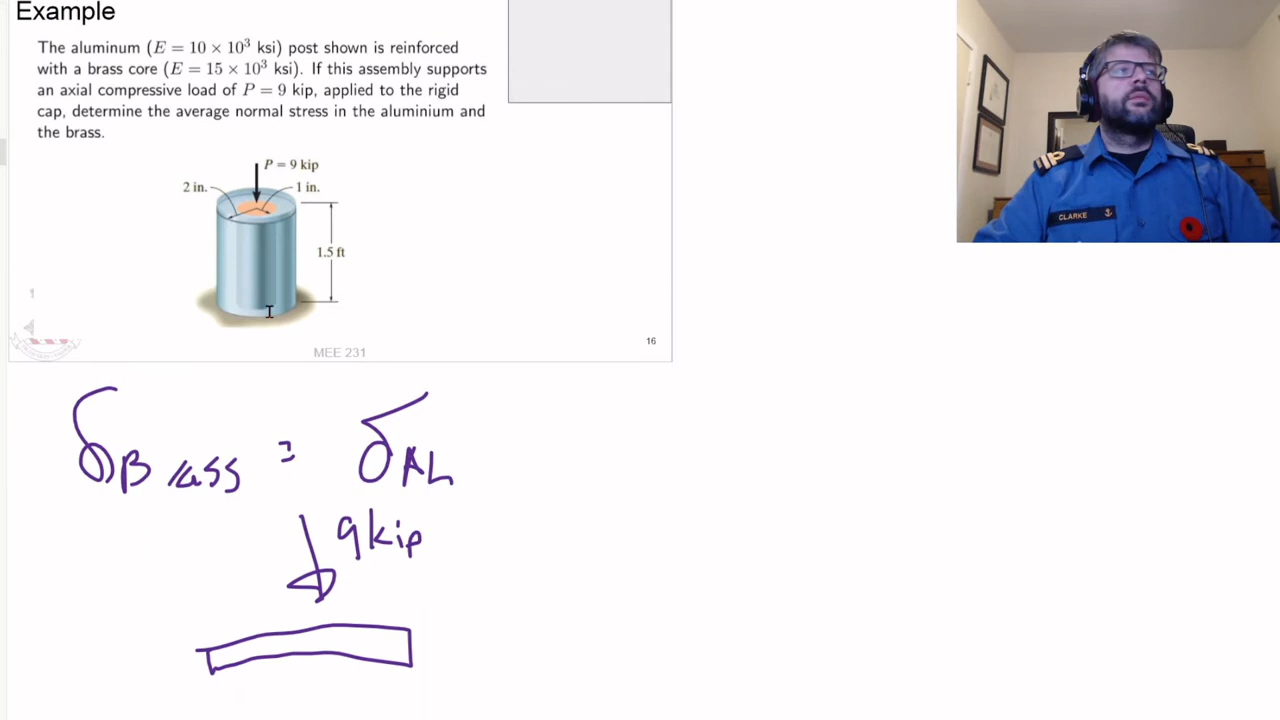 Example
The aluminum (E = 10 × 10³ ksi) post shown is reinforced
with a brass core (E = 15 × 10³ ksi). If this assembly supports
an axial compressive load of P = 9 kip, applied to the rigid
cap, determine the average normal stress in the aluminium and
the brass.
P = 9 kip
2 in.
1 in.
1.5 ft
16
MEE 231
CLARKE
δBrass = δAL
9kip